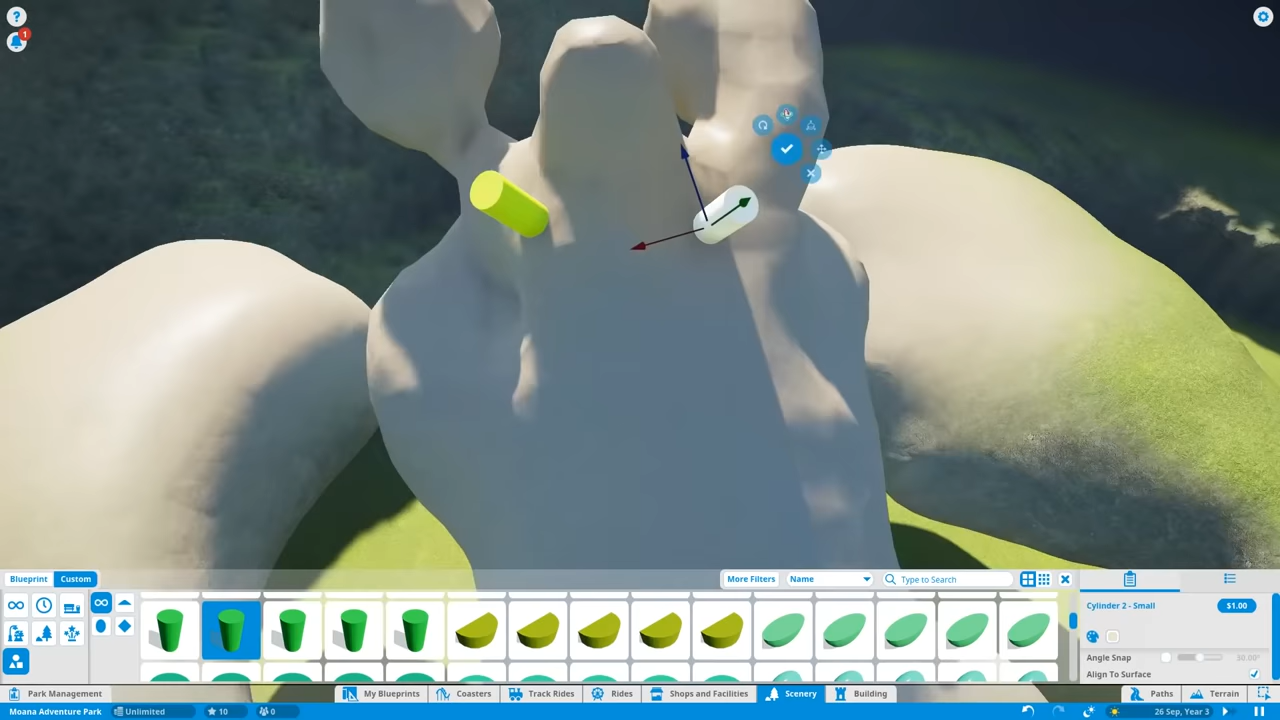 ?
1
Blueprint Custom More Filters Name Type to Search
Cylinder 2 - Small $1.00
Angle Snap 30.00°
Align To Surface
Park Management My Blueprints Coasters Track Rides Rides Shops and Facilities Scenery Building Paths Terrain
Moana Adventure Park Unlimited 10 0 26 Sep, Year 3